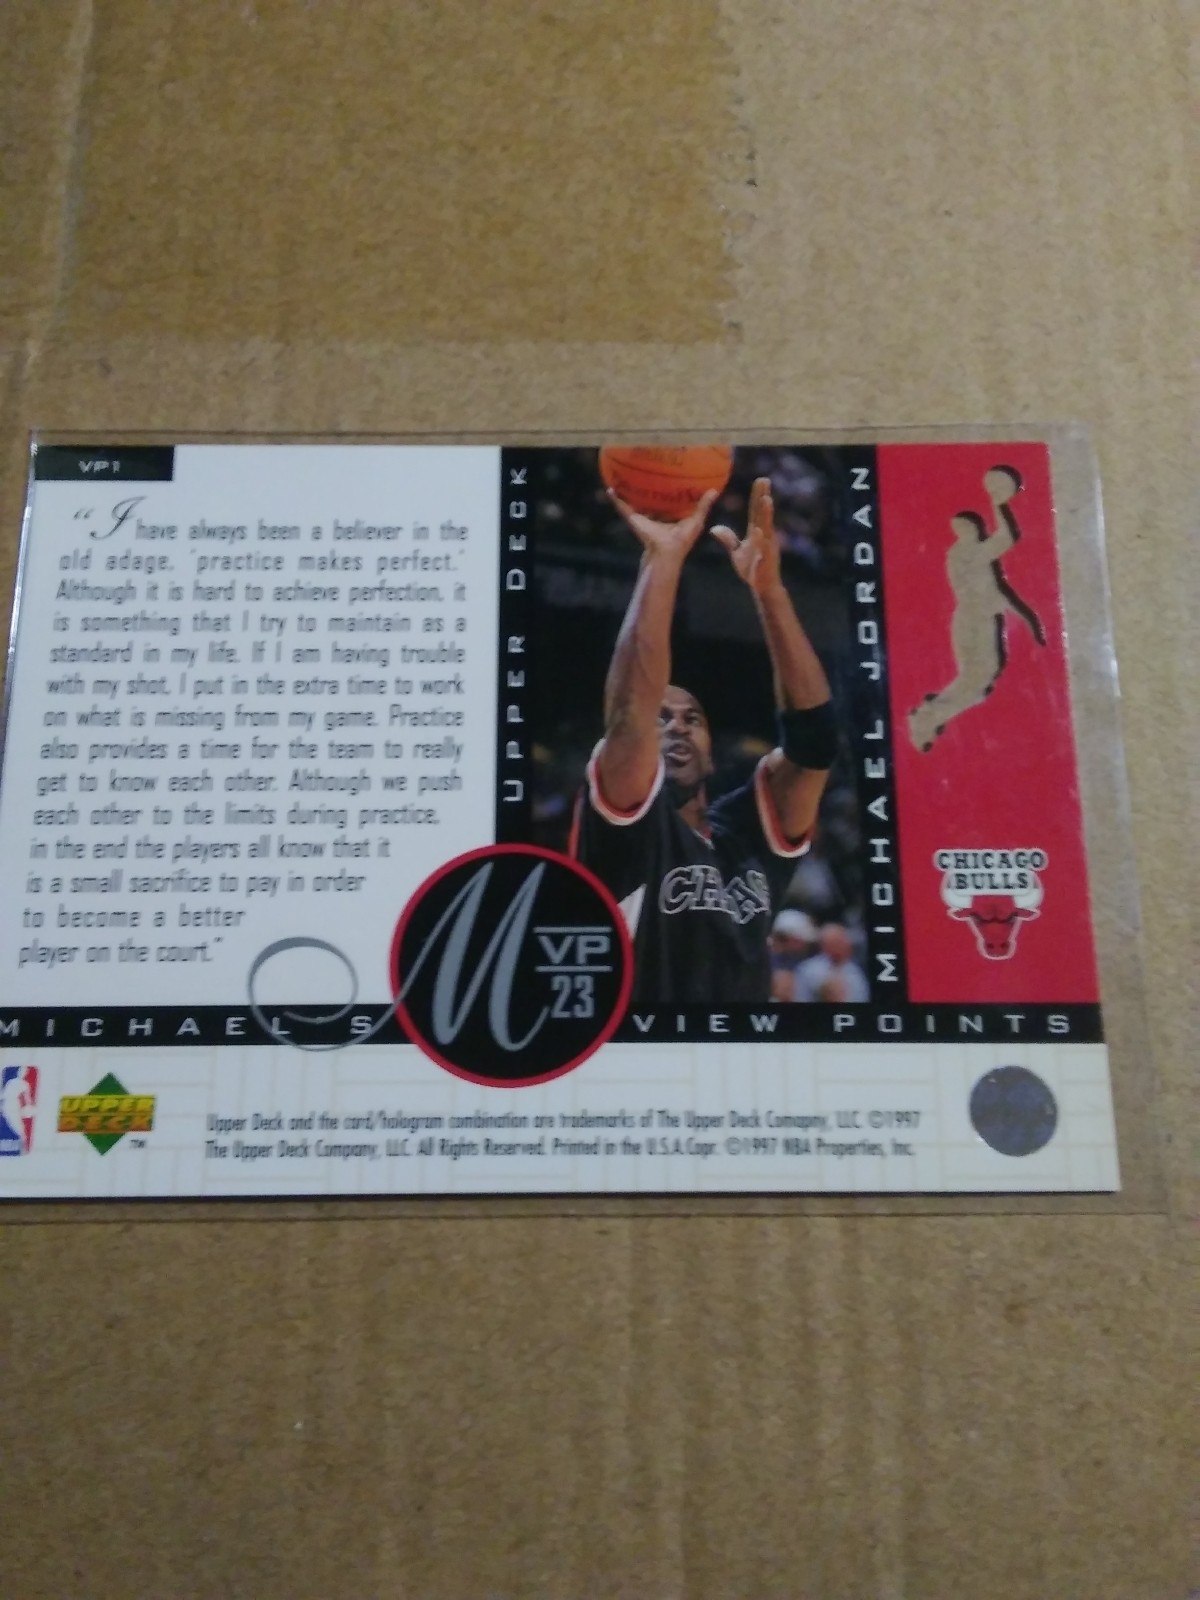 VP1
“I have always been a believer in the
old adage, 'practice makes perfect.'
Although it is hard to achieve perfection, it
is something that I try to maintain as a
standard in my life. If I am having trouble
with my shot, I put in the extra time to work
on what is missing from my game. Practice
also provides a time for the team to really
get to know each other. Although we push
each other to the limits during practice,
in the end the players all know that it
is a small sacrifice to pay in order
to become a better
player on the court.”
UPPER DECK
MICHAEL JORDAN
CHICAGO
BULLS
M
VP
23
MICHAEL'S VIEW POINTS
UPPER
DECK
TM
Upper Deck and the card/hologram combination are trademarks of The Upper Deck Comapny, LLC. ©1997
The Upper Deck Company, LLC. All Rights Reserved. Printed in the U.S.A. Copr. ©1997 NBA Properties, Inc.